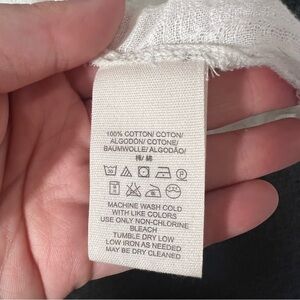 100% COTTON/ COTON/
ALGODÓN/ COTONE/
BAUMWOLLE/ ALGODÃO/
棉/ 綿
MACHINE WASH COLD
WITH LIKE COLORS
USE ONLY NON-CHLORINE
BLEACH
TUMBLE DRY LOW
LOW IRON AS NEEDED
MAY BE DRY CLEANED